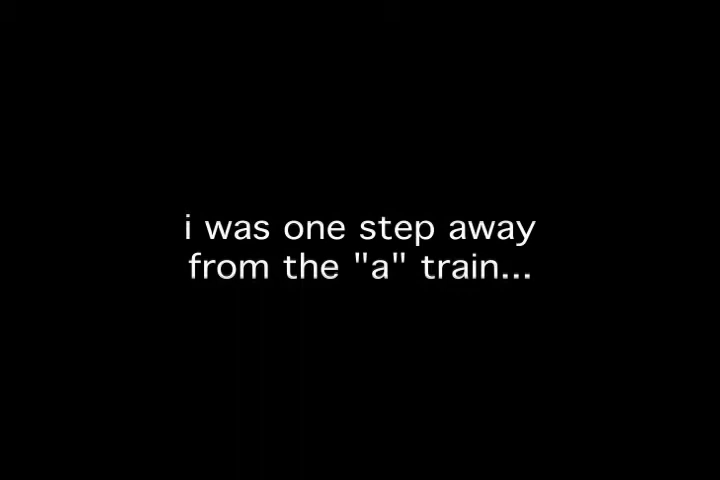 i was one step away
from the "a" train...